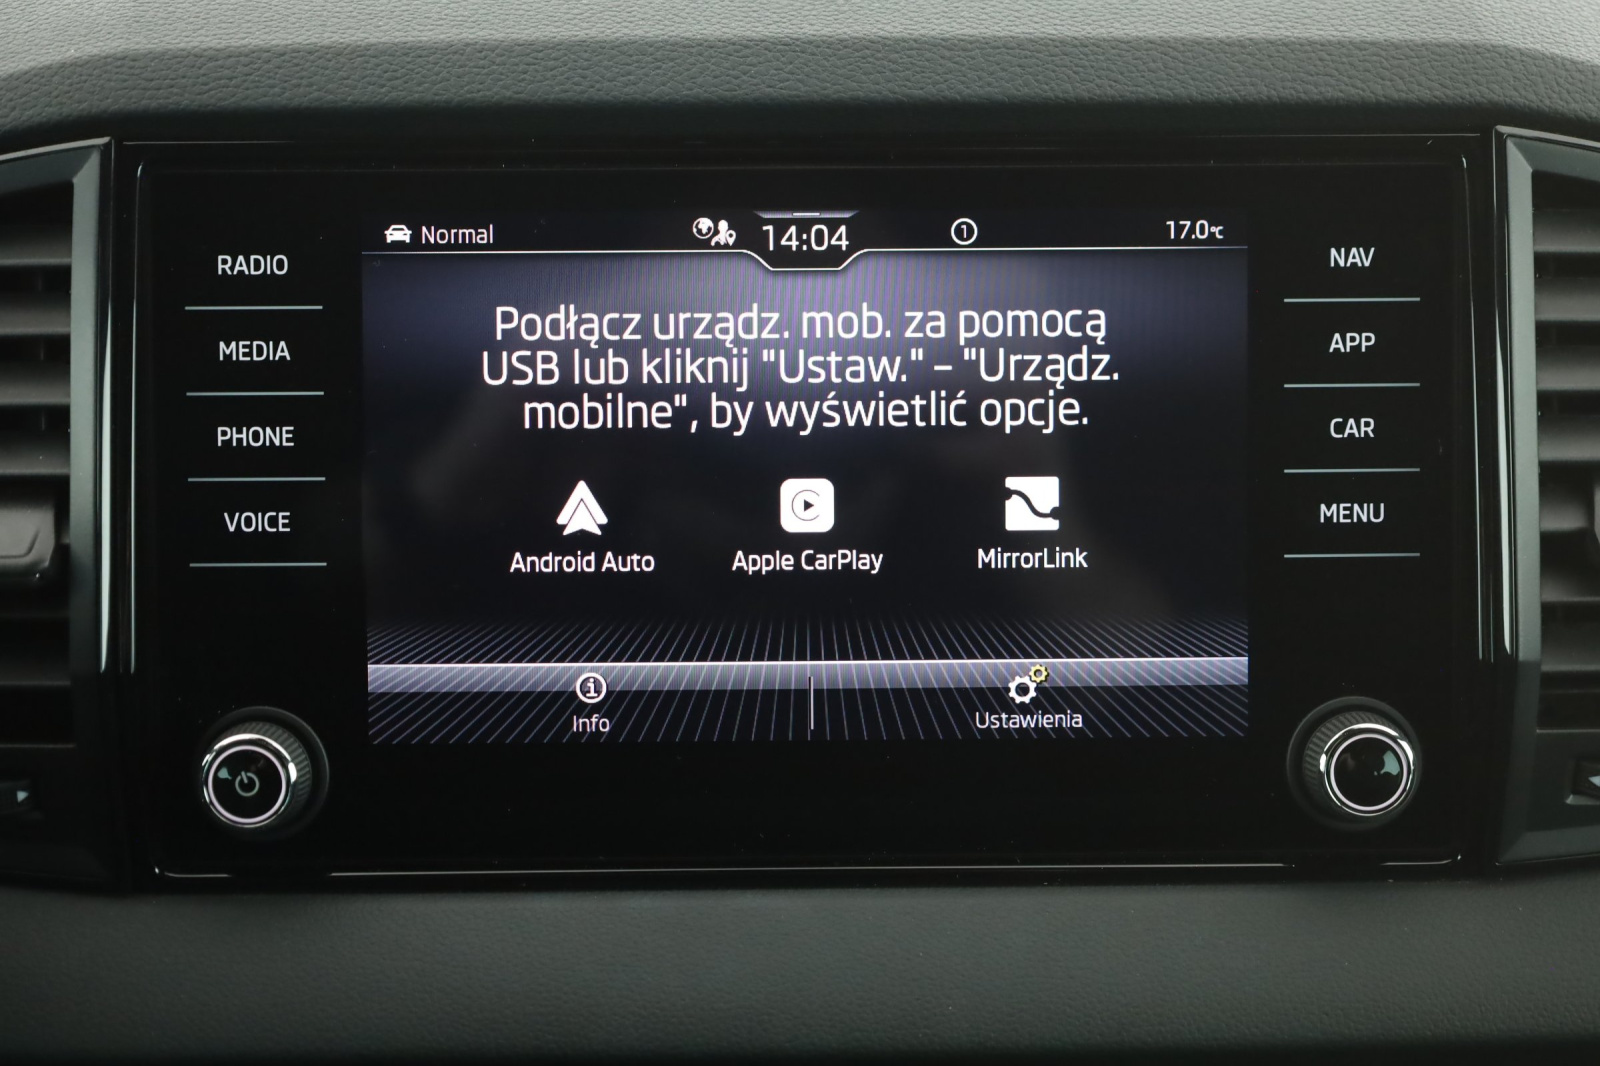 Normal
14:04
1
17.0°C
RADIO
MEDIA
PHONE
VOICE
Podłącz urządz. mob. za pomocą
USB lub kliknij "Ustaw." – "Urządz.
mobilne", by wyświetlić opcje.
Android Auto
Apple CarPlay
MirrorLink
Info
Ustawienia
NAV
APP
CAR
MENU